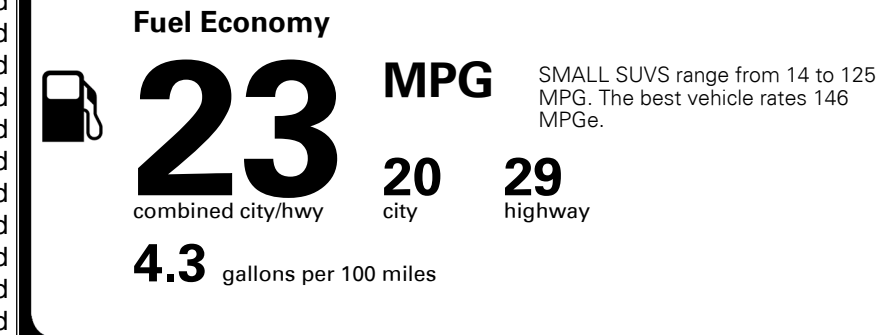 Fuel Economy
23
MPG
SMALL SUVS range from 14 to 125
MPG. The best vehicle rates 146
MPGe.
combined city/hwy
20
city
29
highway
4.3 gallons per 100 miles